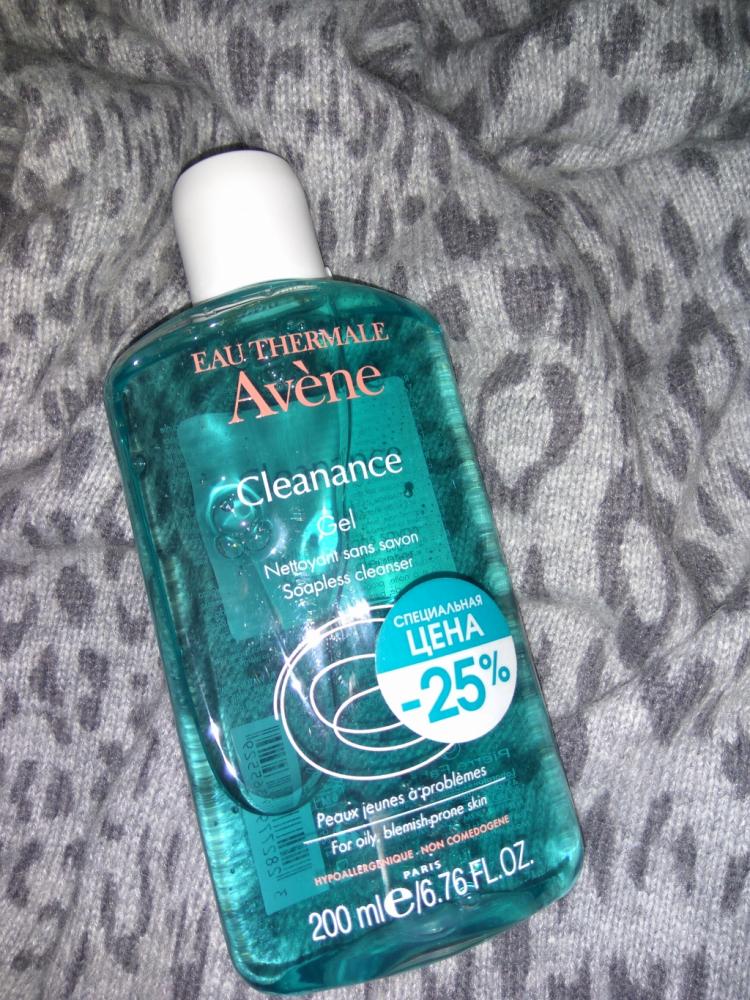 EAU THERMALE
Avène
Cleanance
Gel
Nettoyant sans savon
Soapless cleanser
СПЕЦИАЛЬНАЯ
ЦЕНА
-25%
Peaux jeunes à problèmes
For oily, blemish-prone skin
HYPOALLERGÉNIQUE - NON COMEDOGENE
PARIS
200 ml e/6.76 FL.OZ.